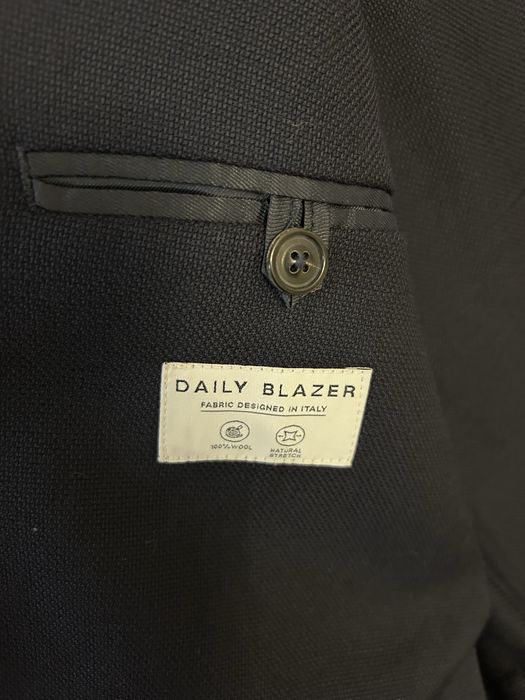 DAILY BLAZER
FABRIC DESIGNED IN ITALY
100% WOOL
NATURAL
STRETCH